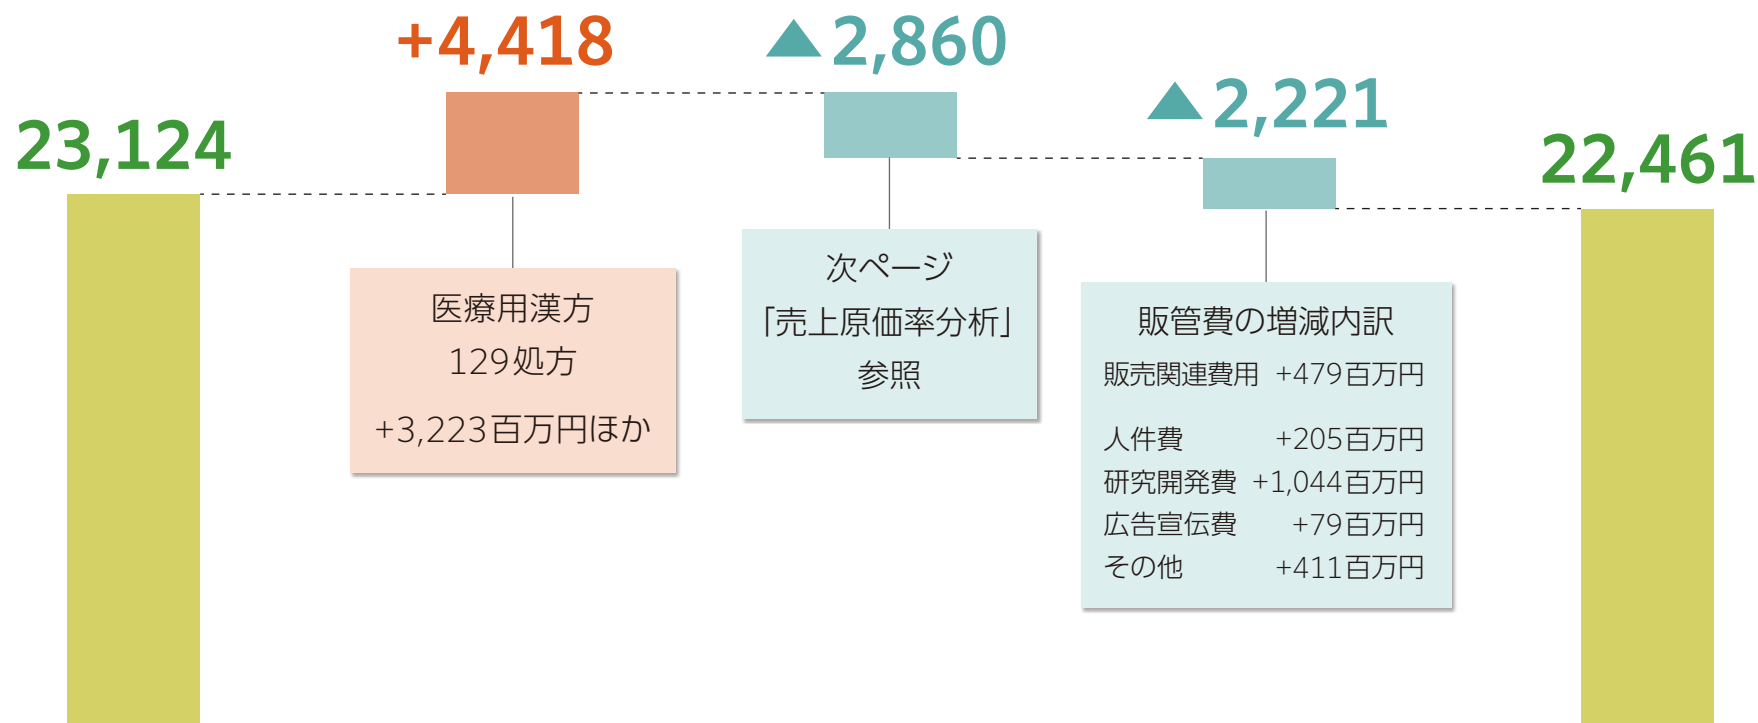 23,124
+4,418
▲2,860
▲2,221
22,461
医療用漢方
129処方
+3,223百万円ほか
次ページ
「売上原価率分析」
参照
販管費の増減内訳
販売関連費用 +479百万円
人件費 +205百万円
研究開発費 +1,044百万円
広告宣伝費 +79百万円
その他 +411百万円